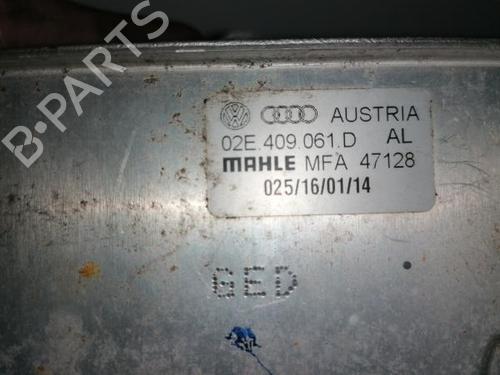 AUSTRIA
02E.409.061.D AL
MAHLE MFA 47128
025/16/01/14
GED
B-PARTS